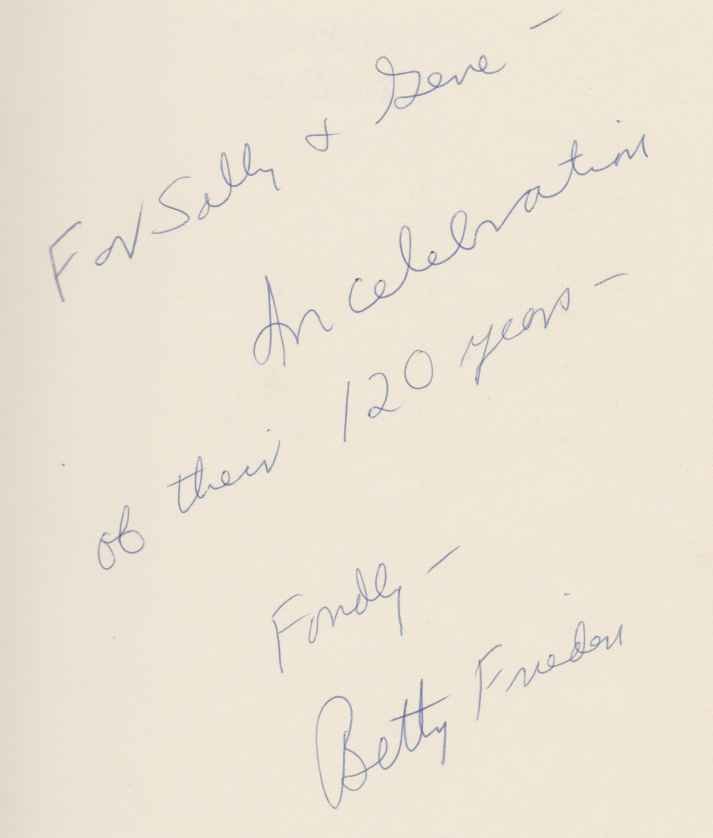 For Sally & Gene –
In celebration
of their 120 years –
Fondly –
Betty Friedan